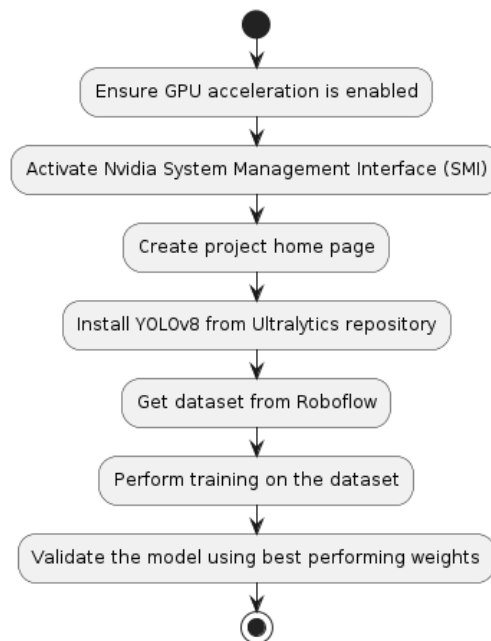 Ensure GPU acceleration is enabled
Activate Nvidia System Management Interface (SMI)
Create project home page
Install YOLOv8 from Ultralytics repository
Get dataset from Roboflow
Perform training on the dataset
Validate the model using best performing weights